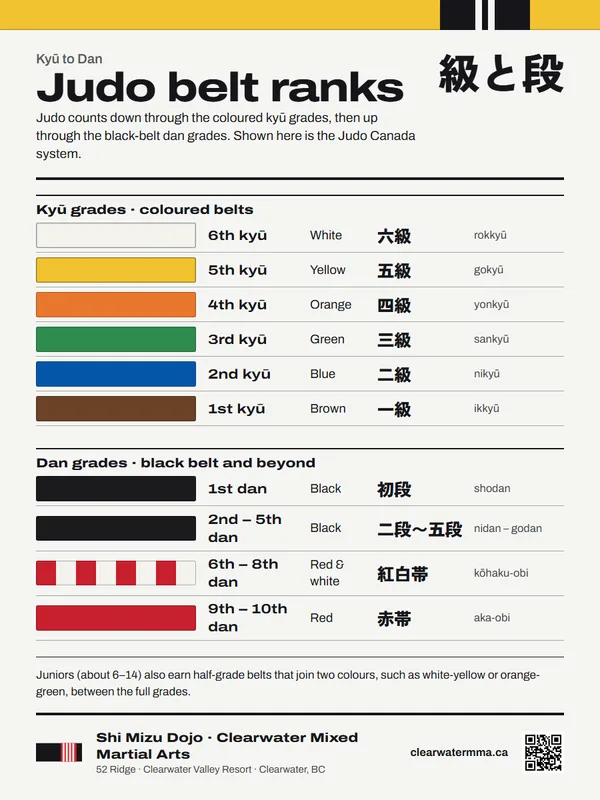 Kyū to Dan
Judo belt ranks
級と段
Judo counts down through the coloured kyū grades, then up
through the black-belt dan grades. Shown here is the Judo Canada
system.
Kyū grades · coloured belts
6th kyū White 六級 rokkyū
5th kyū Yellow 五級 gokyū
4th kyū Orange 四級 yonkyū
3rd kyū Green 三級 sankyū
2nd kyū Blue 二級 nikyū
1st kyū Brown 一級 ikkyū
Dan grades · black belt and beyond
1st dan Black 初段 shodan
2nd – 5th
dan Black 二段〜五段 nidan – godan
6th – 8th
dan Red &
white 紅白帯 kōhaku-obi
9th – 10th
dan Red 赤帯 aka-obi
Juniors (about 6–14) also earn half-grade belts that join two colours, such as white-yellow or orange-
green, between the full grades.
Shi Mizu Dojo · Clearwater Mixed
Martial Arts
52 Ridge · Clearwater Valley Resort · Clearwater, BC
clearwatermma.ca